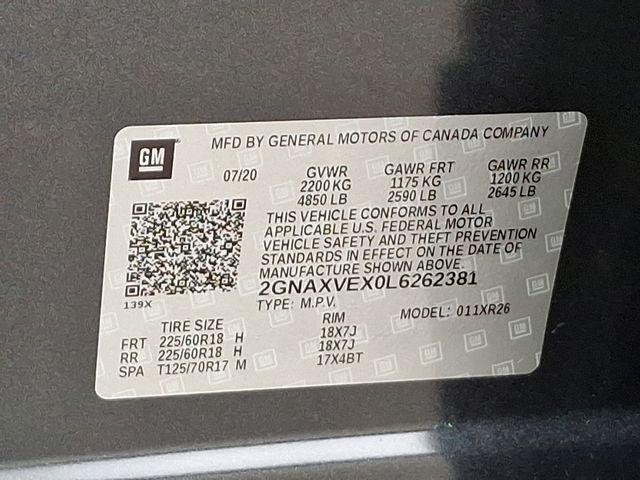 GM
MFD BY GENERAL MOTORS OF CANADA COMPANY
07/20 GVWR GAWR FRT GAWR RR
2200 KG 1175 KG 1200 KG
4850 LB 2590 LB 2645 LB
THIS VEHICLE CONFORMS TO ALL
APPLICABLE U.S. FEDERAL MOTOR
VEHICLE SAFETY AND THEFT PREVENTION
STANDARDS IN EFFECT ON THE DATE OF
MANUFACTURE SHOWN ABOVE.
2GNAXVEX0L6262381
139X
TYPE: M.P.V. MODEL: 011XR26
TIRE SIZE RIM
FRT 225/60R18 H 18X7J
RR 225/60R18 H 18X7J
SPA T125/70R17 M 17X4BT